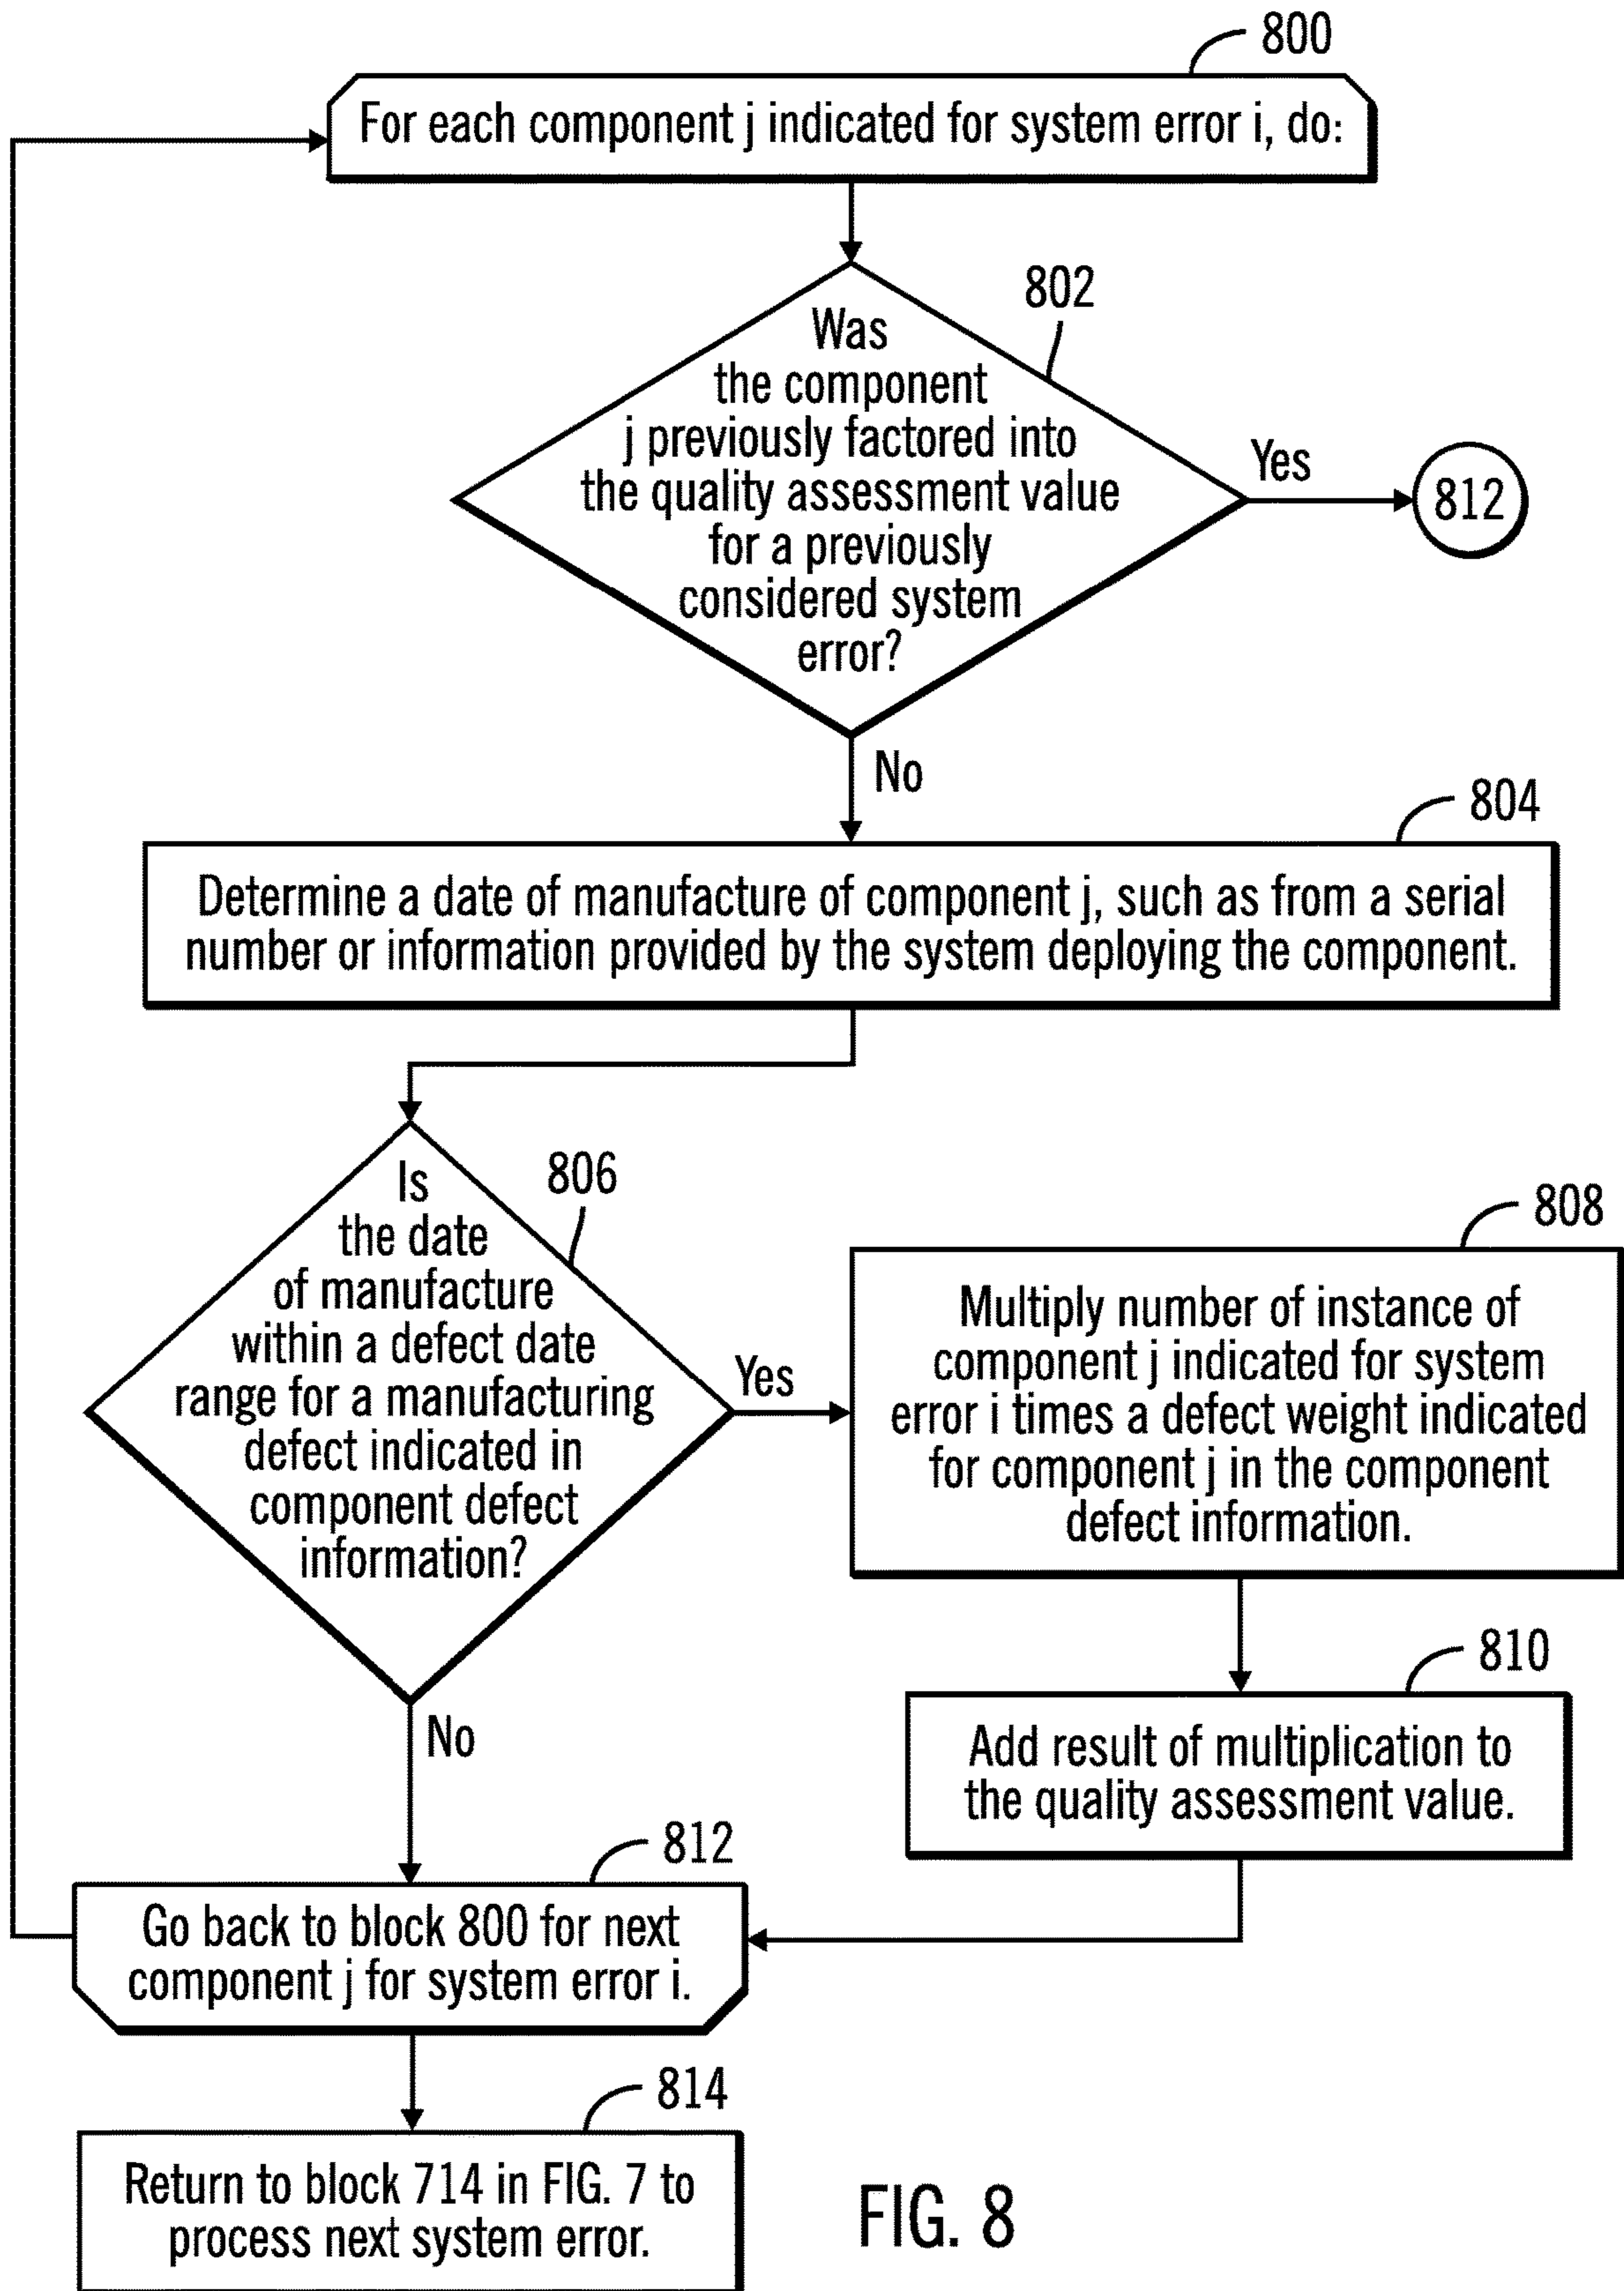 800
For each component j indicated for system error i, do:
802
Was
the component
j previously factored into
the quality assessment value
for a previously
considered system
error?
Yes
812
No
804
Determine a date of manufacture of component j, such as from a serial
number or information provided by the system deploying the component.
806
Is
the date
of manufacture
within a defect date
range for a manufacturing
defect indicated in
component defect
information?
Yes
808
Multiply number of instance of
component j indicated for system
error i times a defect weight indicated
for component j in the component
defect information.
810
Add result of multiplication to
the quality assessment value.
No
812
Go back to block 800 for next
component j for system error i.
814
Return to block 714 in FIG. 7 to
process next system error.
FIG. 8